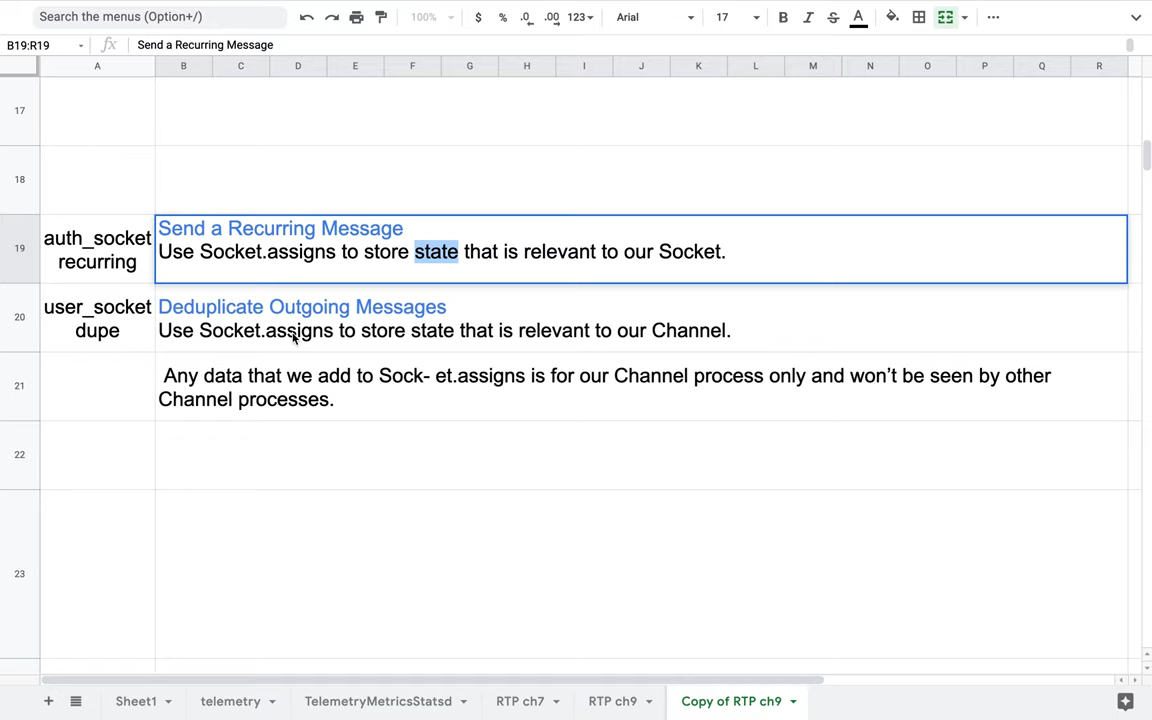 Search the menus (Option+/)
100%
$ % .0 .00 123
Arial
17
B I S A
B19:R19
fx
Send a Recurring Message
A B C D E F G H I J K L M N O P Q R
17
18
19
auth_socket
recurring
Send a Recurring Message
Use Socket.assigns to store state that is relevant to our Socket.
20
user_socket
dupe
Deduplicate Outgoing Messages
Use Socket.assigns to store state that is relevant to our Channel.
21
Any data that we add to Sock- et.assigns is for our Channel process only and won't be seen by other
Channel processes.
22
23
Sheet1
telemetry
TelemetryMetricsStatsd
RTP ch7
RTP ch9
Copy of RTP ch9